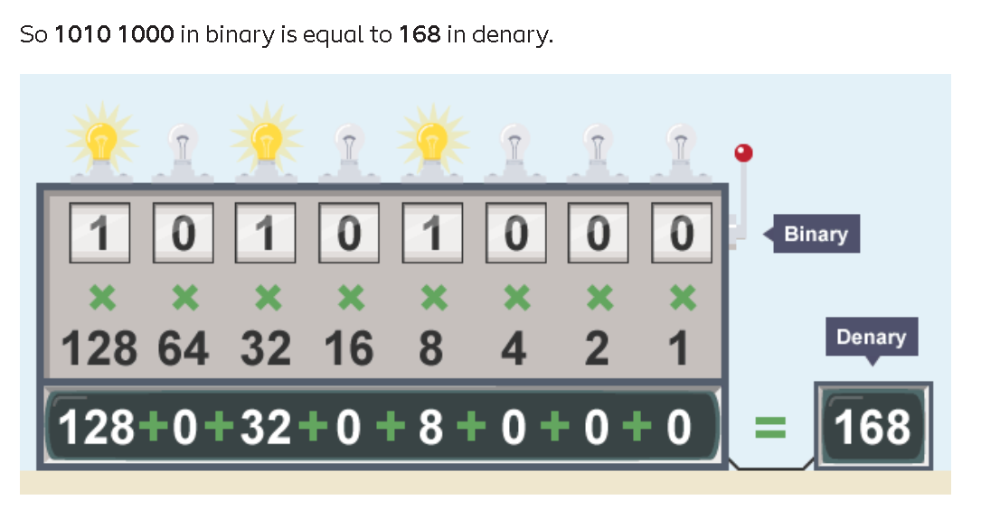 So 1010 1000 in binary is equal to 168 in denary.
1 0 1 0 1 0 0 0
Binary
× × × × × × × ×
128 64 32 16 8 4 2 1
Denary
128+0+32+0+8+0+0+0 = 168